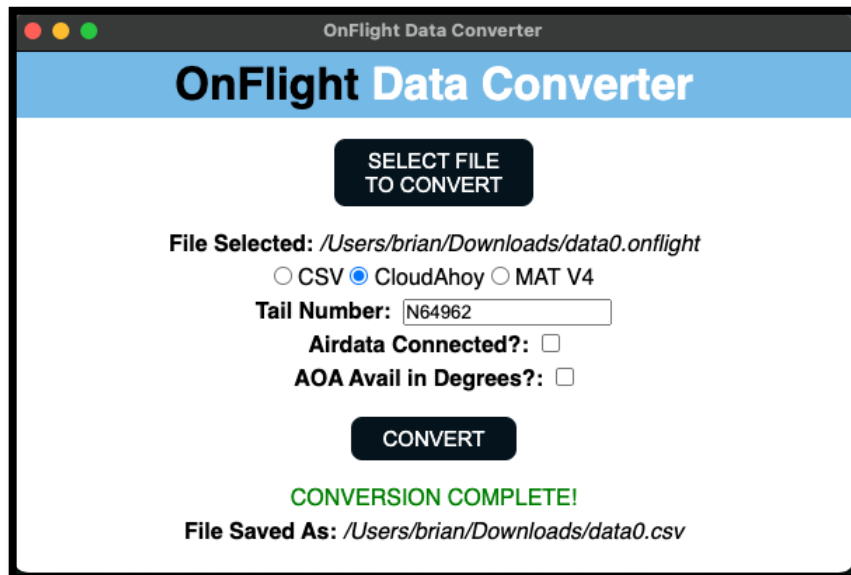 OnFlight Data Converter
OnFlight Data Converter
SELECT FILE
TO CONVERT
File Selected: /Users/brian/Downloads/data0.onflight
CSV CloudAhoy MAT V4
Tail Number: N64962
Airdata Connected?:
AOA Avail in Degrees?:
CONVERT
CONVERSION COMPLETE!
File Saved As: /Users/brian/Downloads/data0.csv